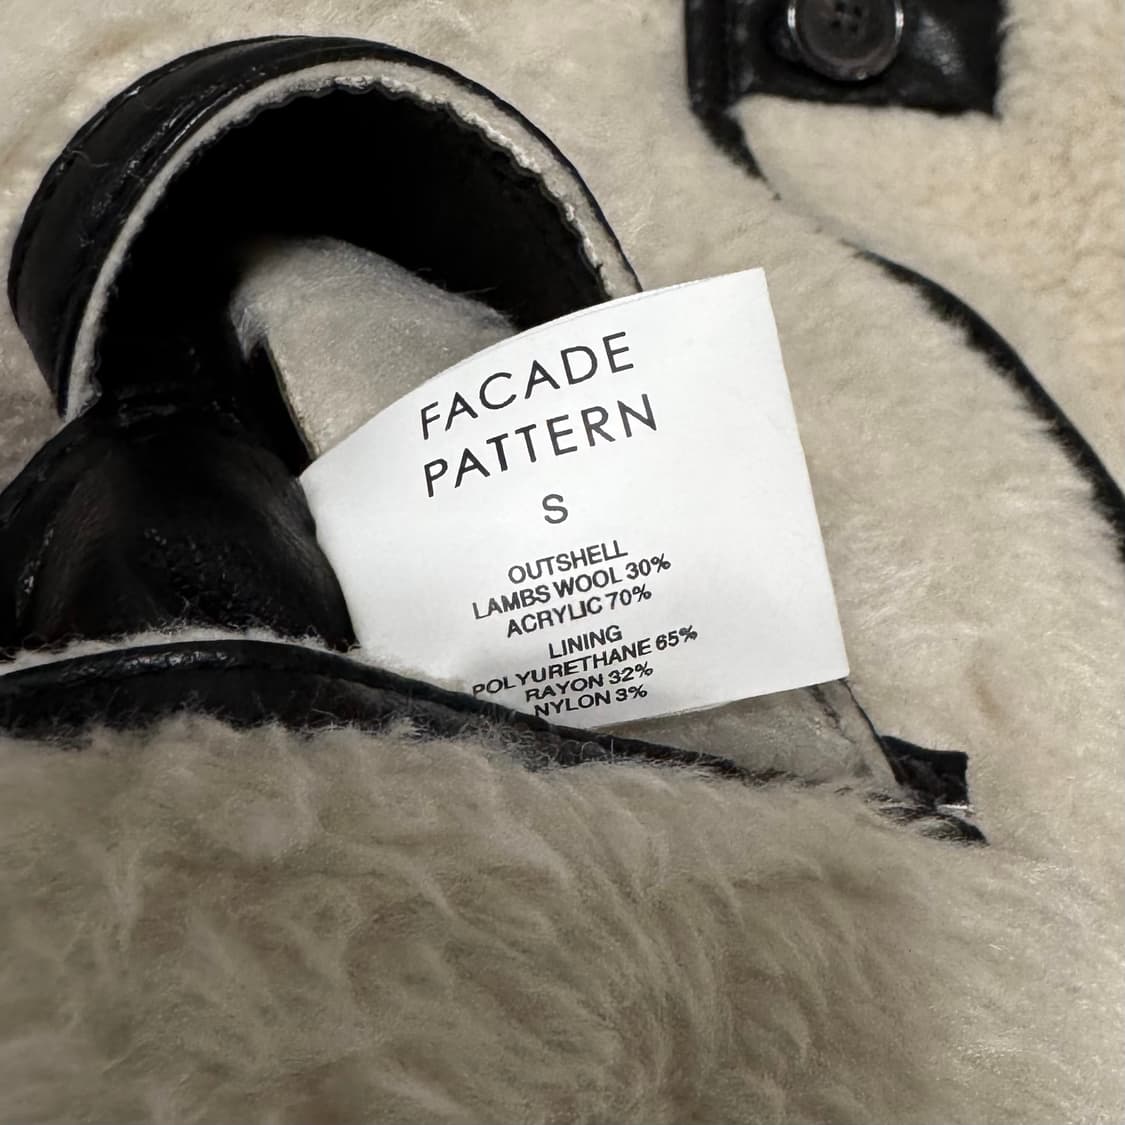 FACADE
PATTERN
S
OUTSHELL
LAMBS WOOL 30%
ACRYLIC 70%
LINING
POLYURETHANE 65%
RAYON 32%
NYLON 3%